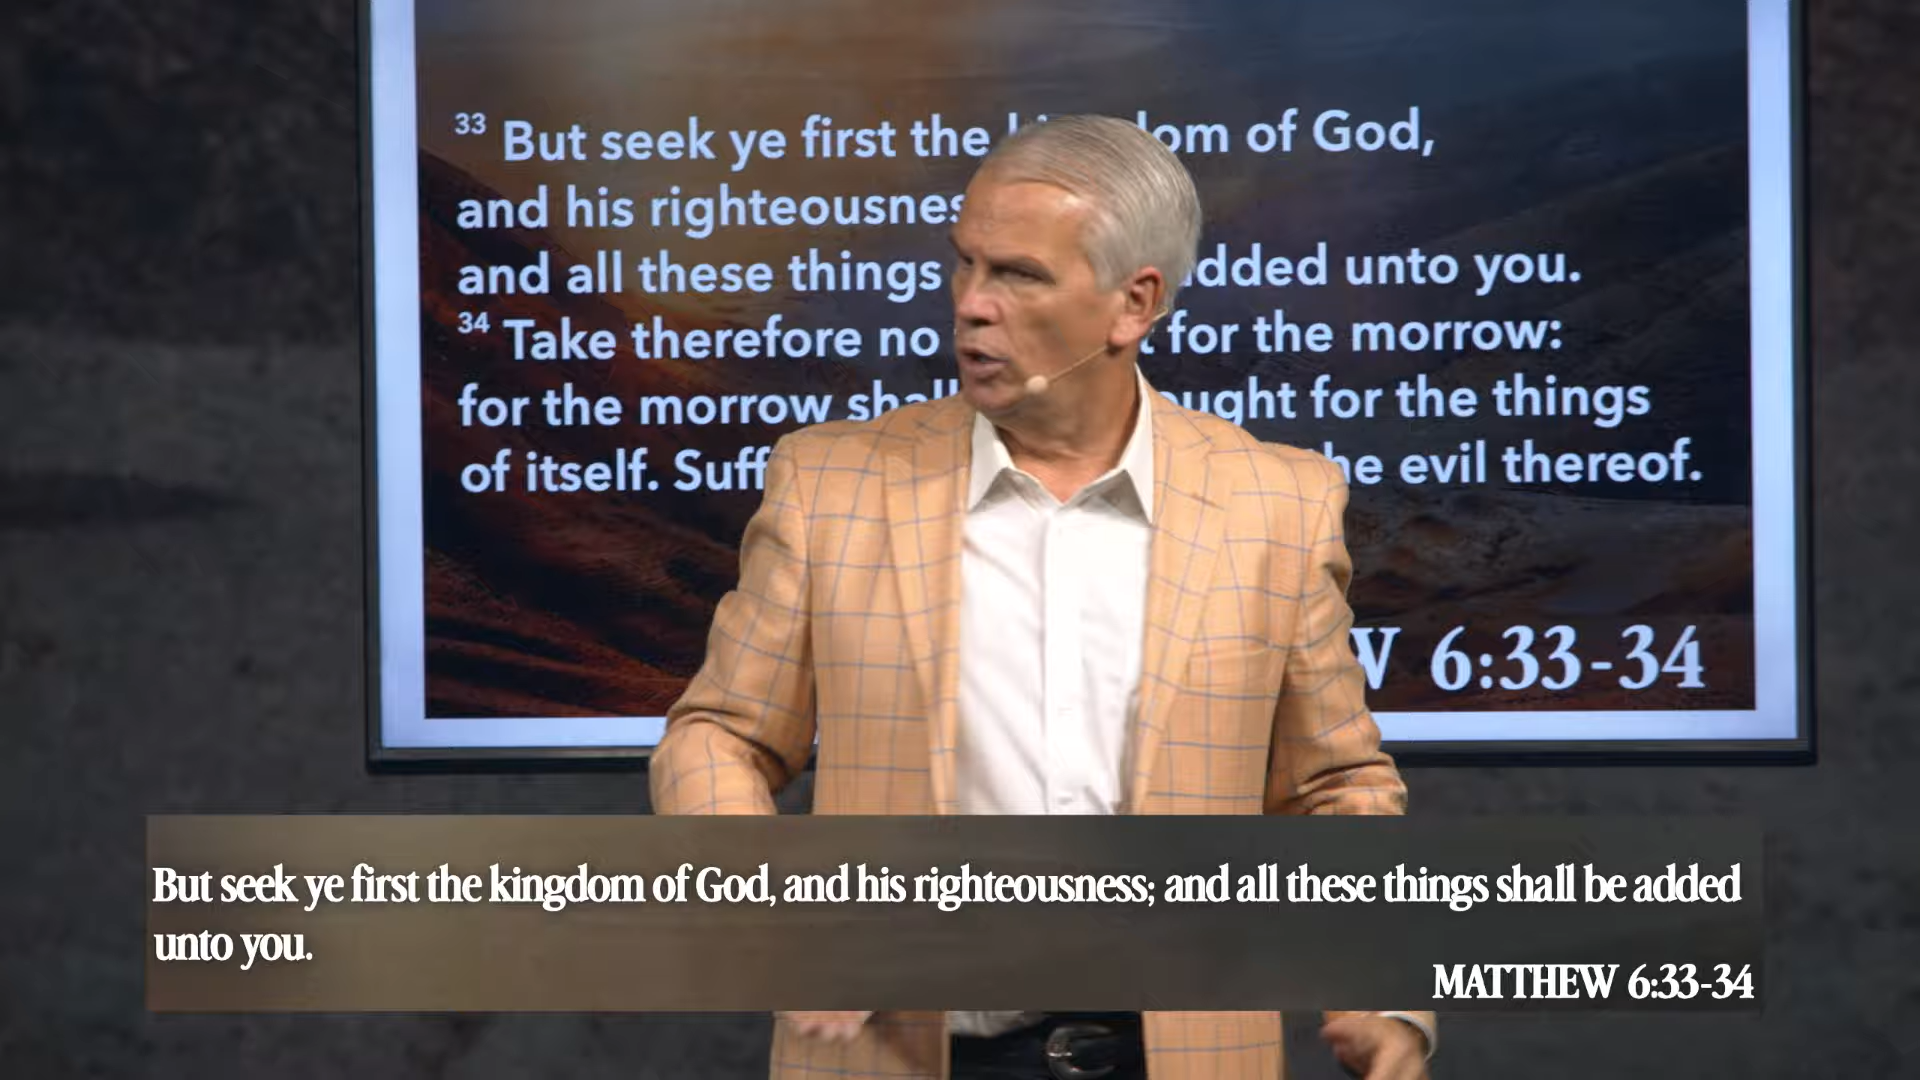 33 But seek ye first the om of God,
and his
and all these things added unto you.
34 Take therefore no for the morrow:
for the morrow for the things
of itself. evil thereof.
6:33-34
But seek ye first the kingdom of God, and his righteousness; and all these things shall be added
unto you.
MATTHEW 6:33-34